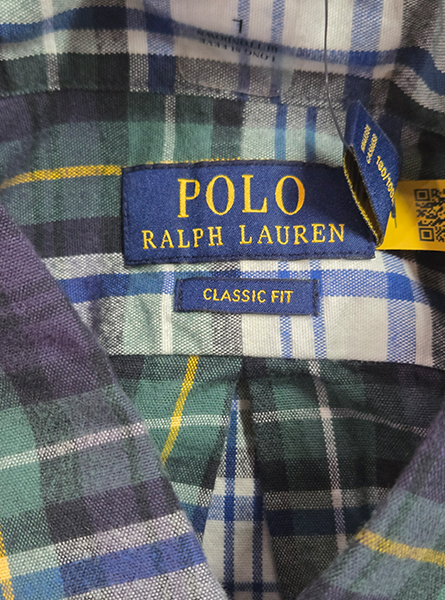 L
POLO
RALPH LAUREN
CLASSIC FIT